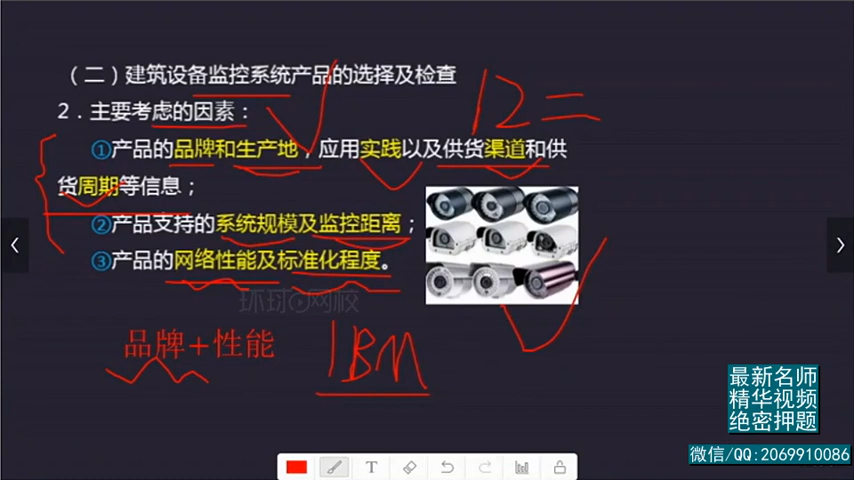 （二）建筑设备监控系统产品的选择及检查
2．主要考虑的因素：
12=
①产品的品牌和生产地，应用实践以及供货渠道和供
货周期等信息；
②产品支持的系统规模及监控距离；
③产品的网络性能及标准化程度。
环球网校
品牌+性能
IBM
最新名师
精华视频
绝密押题
微信/QQ:2069910086
T